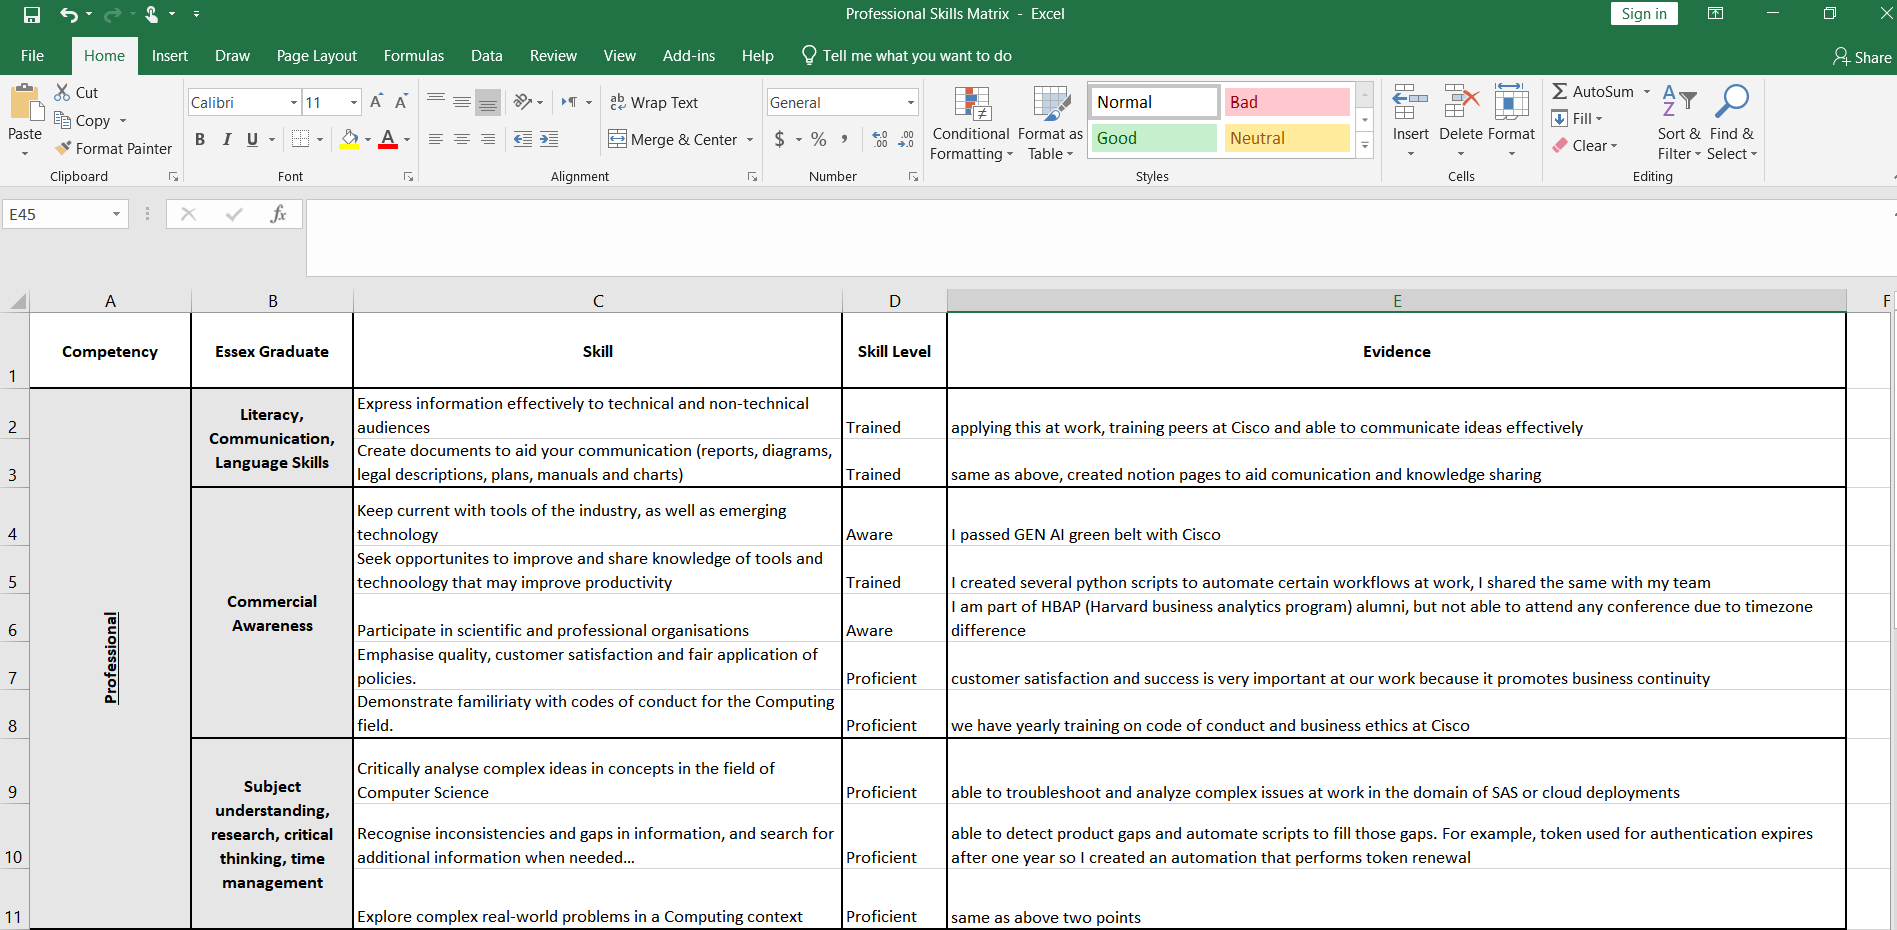 Professional Skills Matrix - Excel
Sign in
File Home Insert Draw Page Layout Formulas Data Review View Add-ins Help Tell me what you want to do
Share
Paste
Cut
Copy
Format Painter
Clipboard
Calibri 11
A A
B I U A
Font
ab Wrap Text
Merge & Center
Alignment
General
$ % ,
Number
Conditional Formatting
Format as Table
Normal Bad
Good Neutral
Styles
Insert Delete Format
Cells
AutoSum
Fill
Clear
Sort & Filter
Find & Select
Editing
E45
fx
A B C D E F
1
Competency
Essex Graduate
Skill
Skill Level
Evidence
Professional
Literacy,
Communication,
Language Skills
2
Express information effectively to technical and non-technical
audiences
Trained
applying this at work, training peers at Cisco and able to communicate ideas effectively
3
Create documents to aid your communication (reports, diagrams,
legal descriptions, plans, manuals and charts)
Trained
same as above, created notion pages to aid comunication and knowledge sharing
Commercial
Awareness
4
Keep current with tools of the industry, as well as emerging
technology
Aware
I passed GEN AI green belt with Cisco
5
Seek opportunites to improve and share knowledge of tools and
technoology that may improve productivity
Trained
I created several python scripts to automate certain workflows at work, I shared the same with my team
6
Participate in scientific and professional organisations
Aware
I am part of HBAP (Harvard business analytics program) alumni, but not able to attend any conference due to timezone
difference
7
Emphasise quality, customer satisfaction and fair application of
policies.
Proficient
customer satisfaction and success is very important at our work because it promotes business continuity
8
Demonstrate familiriaty with codes of conduct for the Computing
field.
Proficient
we have yearly training on code of conduct and business ethics at Cisco
Subject
understanding,
research, critical
thinking, time
management
9
Critically analyse complex ideas in concepts in the field of
Computer Science
Proficient
able to troubleshoot and analyze complex issues at work in the domain of SAS or cloud deployments
10
Recognise inconsistencies and gaps in information, and search for
additional information when needed...
Proficient
able to detect product gaps and automate scripts to fill those gaps. For example, token used for authentication expires
after one year so I created an automation that performs token renewal
11
Explore complex real-world problems in a Computing context
Proficient
same as above two points